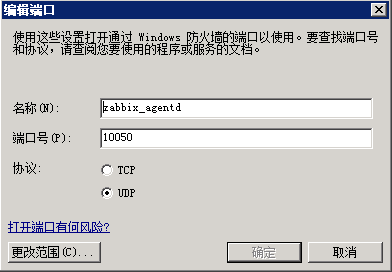 编辑端口
使用这些设置打开通过 Windows 防火墙的端口以使用。要查找端口号
和协议，请查阅您要使用的程序或服务的文档。
名称(N):
zabbix_agentd
端口号(P):
10050
协议:
TCP
UDP
打开端口有何风险?
更改范围(C)...
确定
取消